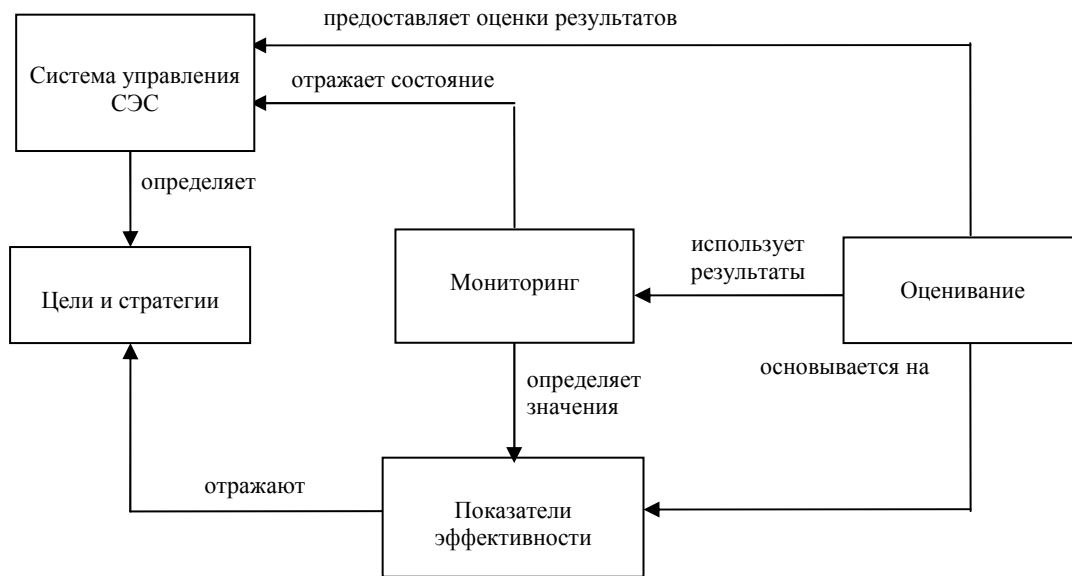 предоставляет оценки результатов
Система управления
СЭС
отражает состояние
определяет
Цели и стратегии
Мониторинг
использует
результаты
Оценивание
определяет
значения
основывается на
отражают
Показатели
эффективности